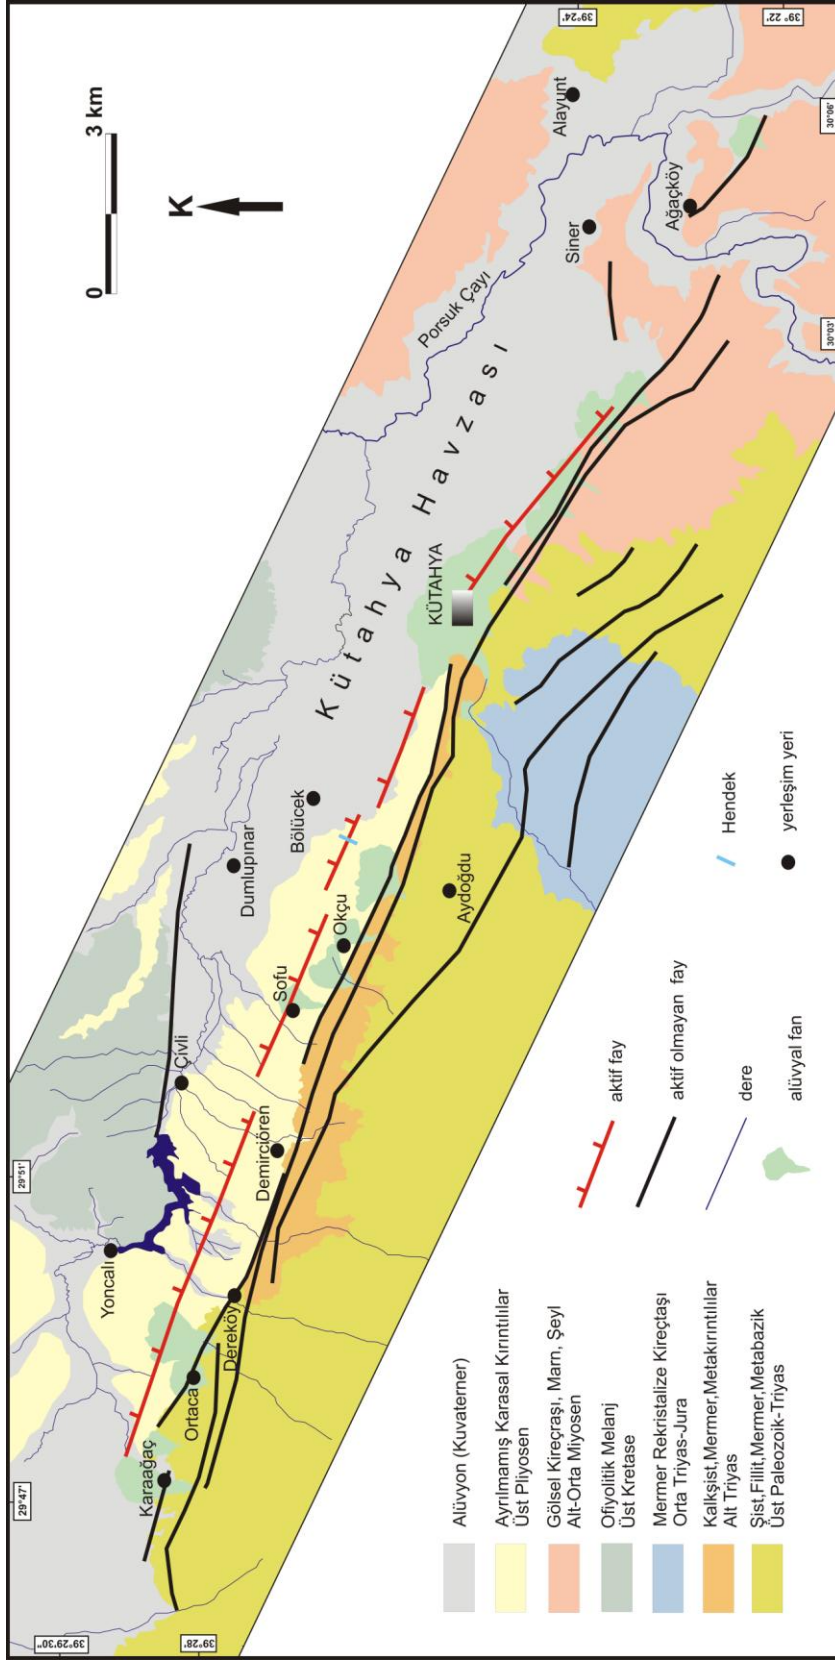 0 3 km
K
39°24'
39°22'
30°06'
30°03'
29°51'
29°47'
39°29'30"
39°28'
Alayunt
Siner
Ağaçköy
Porsuk Çayı
Kütahya Havzası
KÜTAHYA
Bölücek
Dumlupınar
Aydoğdu
Okçu
Sofu
Çivli
Demirciören
Yoncalı
Dereköy
Ortaca
Karaağaç
Alüvyon (Kuvaterner)
Ayrılmamış Karasal Kırıntılılar
Üst Pliyosen
Gölsel Kireçraşı, Marn, Şeyl
Alt-Orta Miyosen
Ofiyolitik Melanj
Üst Kretase
Mermer Rekristalize Kireçtaşı
Orta Triyas-Jura
Kalkşist,Mermer,Metakırıntılılar
Alt Triyas
Şist,Fillit,Mermer,Metabazik
Üst Paleozoik-Triyas
aktif fay
aktif olmayan fay
dere
alüvyal fan
Hendek
yerleşim yeri